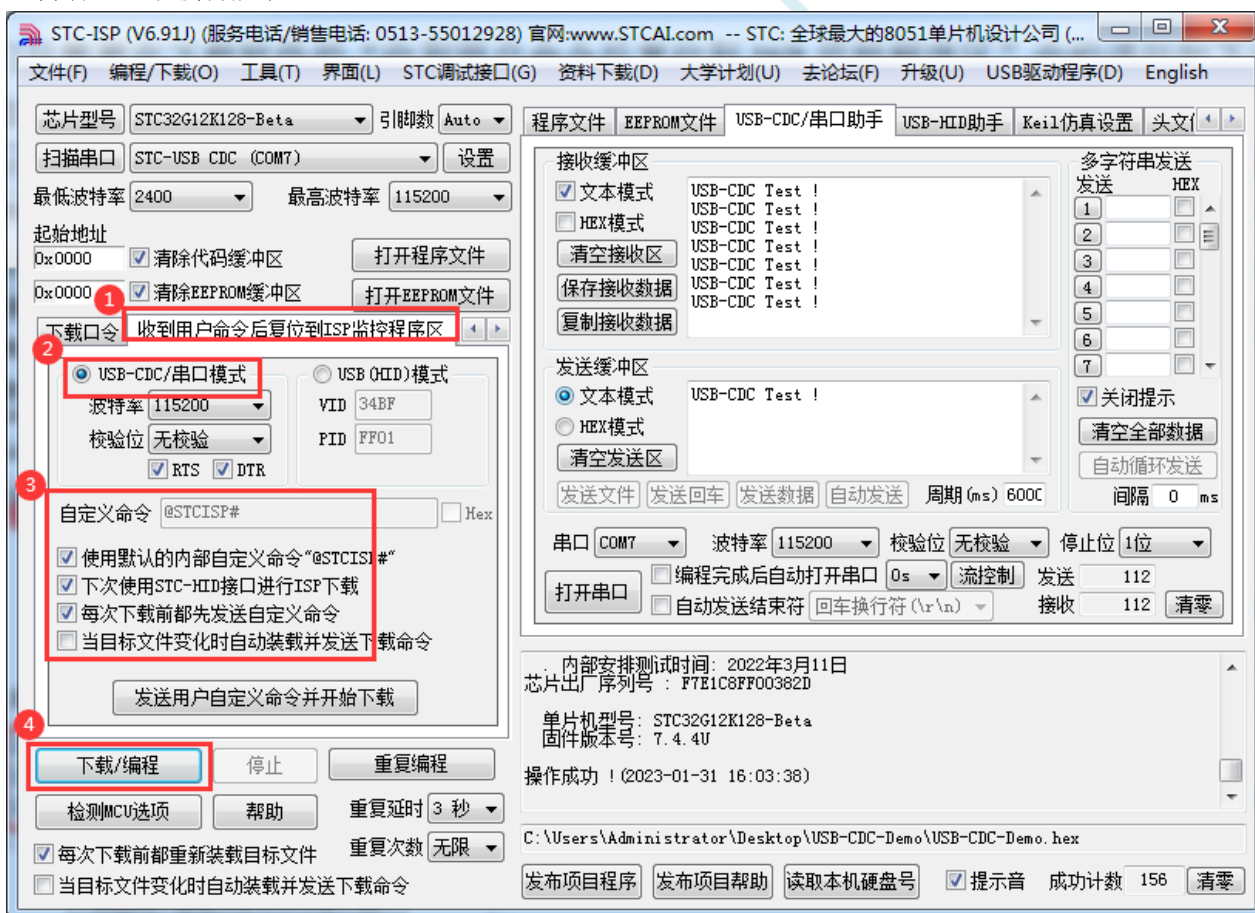 STC-ISP (V6.91J) (服务电话/销售电话: 0513-55012928) 官网:www.STCAI.com -- STC: 全球最大的8051单片机设计公司 (...
文件(F) 编程/下载(O) 工具(T) 界面(L) STC调试接口(G) 资料下载(D) 大学计划(U) 去论坛(F) 升级(U) USB驱动程序(D) English
芯片型号 STC32G12K128-Beta 引脚数 Auto
扫描串口 STC-USB CDC (COM7) 设置
最低波特率 2400 最高波特率 115200
起始地址
0x0000 清除代码缓冲区 打开程序文件
0x0000 清除EEPROM缓冲区 打开EEPROM文件
1
下载口令 收到用户命令后复位到ISP监控程序区
2
USB-CDC/串口模式 USB(HID)模式
波特率 115200 VID 34BF
校验位 无校验 PID FF01
RTS DTR
3
自定义命令 @STCISP# Hex
使用默认的内部自定义命令"@STCISP#"
下次使用STC-HID接口进行ISP下载
每次下载前都先发送自定义命令
当目标文件变化时自动装载并发送下载命令
发送用户自定义命令并开始下载
4
下载/编程 停止 重复编程
检测MCU选项 帮助 重复延时 3 秒
每次下载前都重新装载目标文件 重复次数 无限
当目标文件变化时自动装载并发送下载命令
程序文件 EEPROM文件 USB-CDC/串口助手 USB-HID助手 Keil仿真设置 头文
接收缓冲区
文本模式
HEX模式
清空接收区
保存接收数据
复制接收数据
USB-CDC Test !
USB-CDC Test !
USB-CDC Test !
USB-CDC Test !
USB-CDC Test !
USB-CDC Test !
USB-CDC Test !
发送缓冲区
文本模式 USB-CDC Test !
HEX模式
清空发送区
发送文件 发送回车 发送数据 自动发送 周期(ms) 6000
多字符串发送
发送 HEX
1
2
3
4
5
6
7
关闭提示
清空全部数据
自动循环发送
间隔 0 ms
串口 COM7 波特率 115200 校验位 无校验 停止位 1位
打开串口 编程完成后自动打开串口 0s 流控制 发送 112
自动发送结束符 回车换行符(\r\n) 接收 112 清零
. 内部安排测试时间: 2022年3月11日
芯片出厂序列号 : F7E1C8FF00382D
单片机型号: STC32G12K128-Beta
固件版本号: 7.4.4U
操作成功 !(2023-01-31 16:03:38)
C:\Users\Administrator\Desktop\USB-CDC-Demo\USB-CDC-Demo.hex
发布项目程序 发布项目帮助 读取本机硬盘号 提示音 成功计数 156 清零